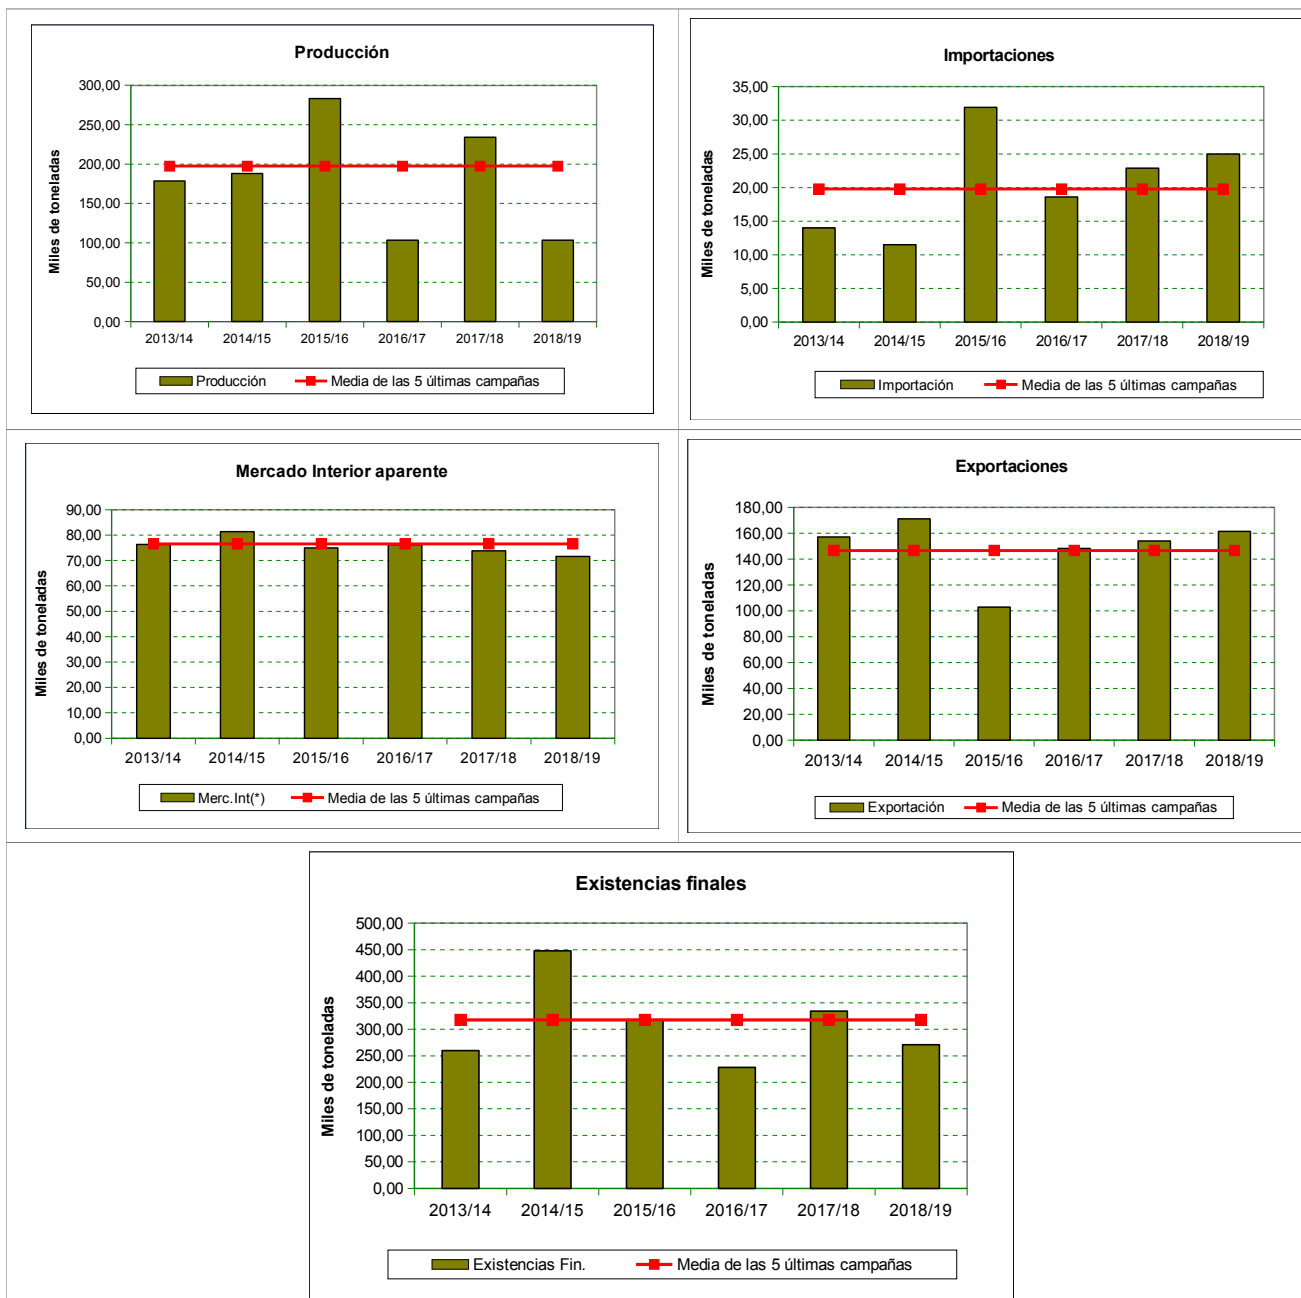 Producción
Miles de toneladas
300,00
250,00
200,00
150,00
100,00
50,00
0,00
2013/14 2014/15 2015/16 2016/17 2017/18 2018/19
Producción Media de las 5 últimas campañas
Importaciones
Miles de toneladas
35,00
30,00
25,00
20,00
15,00
10,00
5,00
0,00
2013/14 2014/15 2015/16 2016/17 2017/18 2018/19
Importación Media de las 5 últimas campañas
Mercado Interior aparente
Miles de toneladas
90,00
80,00
70,00
60,00
50,00
40,00
30,00
20,00
10,00
0,00
2013/14 2014/15 2015/16 2016/17 2017/18 2018/19
Merc.Int(*) Media de las 5 últimas campañas
Exportaciones
Miles de toneladas
180,00
160,00
140,00
120,00
100,00
80,00
60,00
40,00
20,00
0,00
2013/14 2014/15 2015/16 2016/17 2017/18 2018/19
Exportación Media de las 5 últimas campañas
Existencias finales
Miles de toneladas
500,00
450,00
400,00
350,00
300,00
250,00
200,00
150,00
100,00
50,00
0,00
2013/14 2014/15 2015/16 2016/17 2017/18 2018/19
Existencias Fin. Media de las 5 últimas campañas